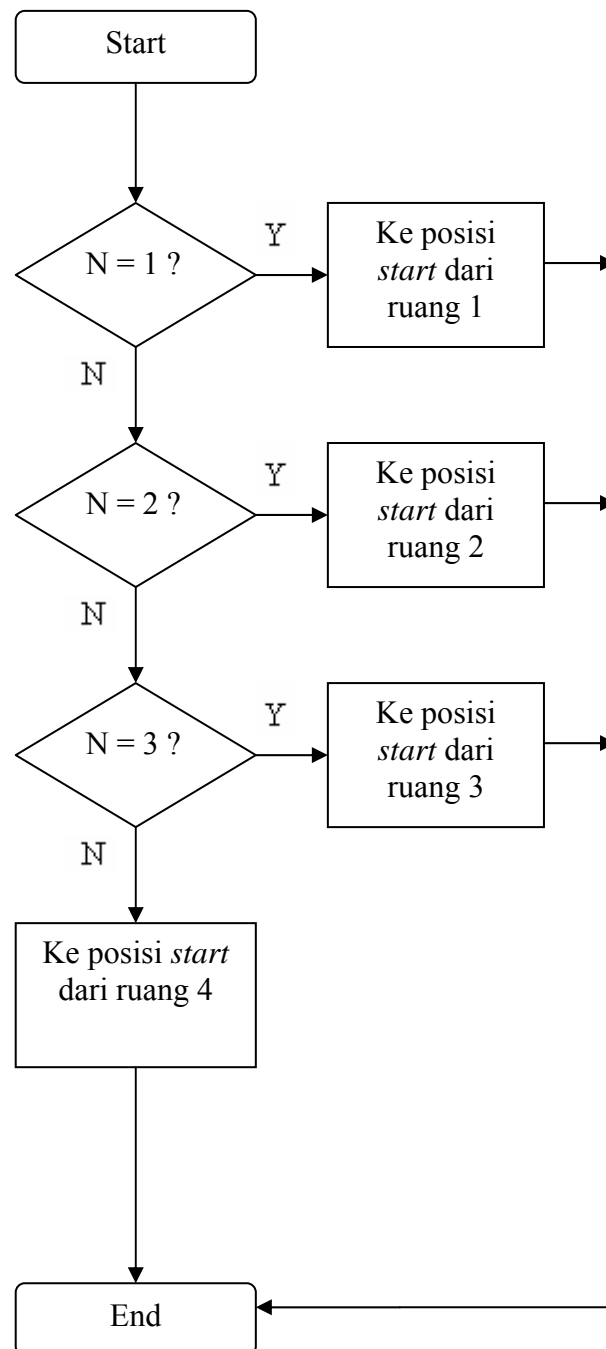 Start
N = 1 ?
Y
Ke posisi
start dari
ruang 1
N
N = 2 ?
Y
Ke posisi
start dari
ruang 2
N
N = 3 ?
Y
Ke posisi
start dari
ruang 3
N
Ke posisi start
dari ruang 4
End